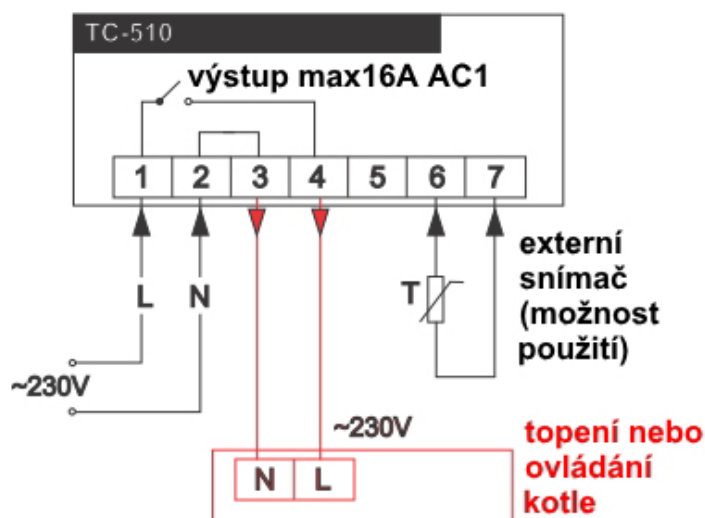 TC-510
výstup max16A AC1
1 2 3 4 5 6 7
L N
T
externí
snímač
(možnost
použití)
~230V
~230V
topení nebo
ovládání
kotle
N L